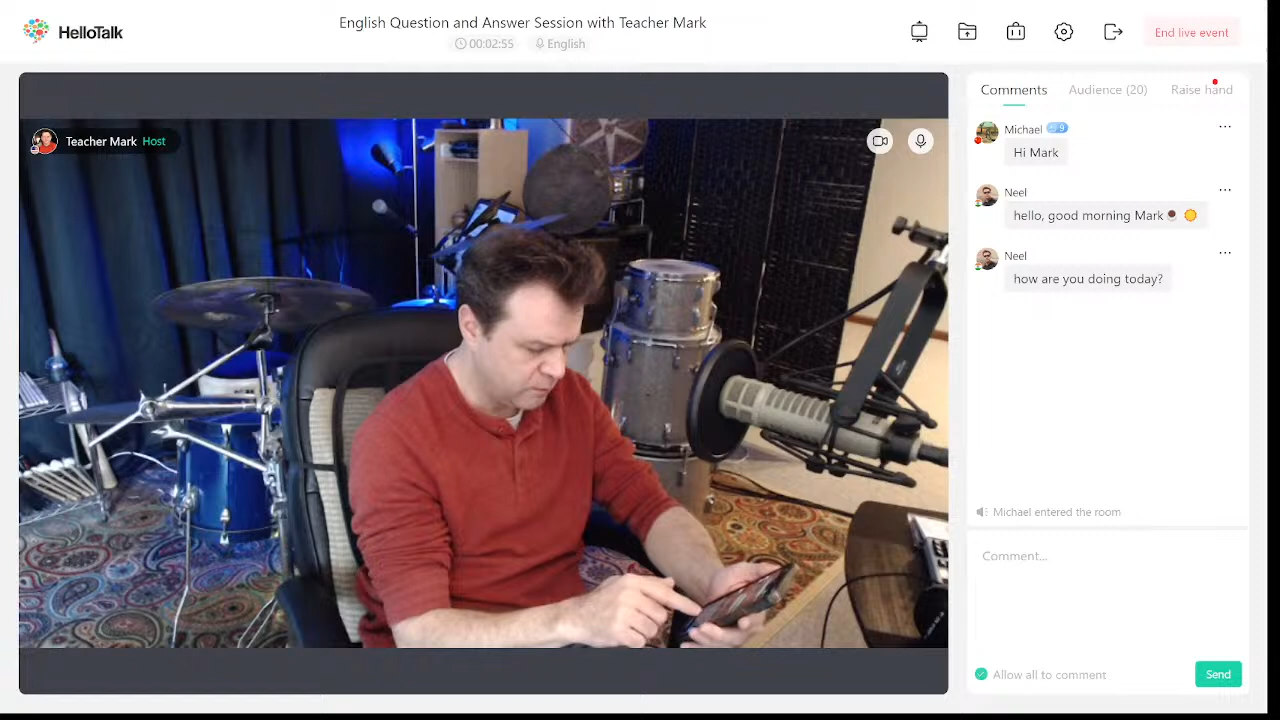 HelloTalk
English Question and Answer Session with Teacher Mark
00:02:55 English
End live event
Teacher Mark Host
Comments Audience (20) Raise hand
Michael 9
Hi Mark
Neel
hello, good morning Mark
Neel
how are you doing today?
Michael entered the room
Comment...
Allow all to comment
Send